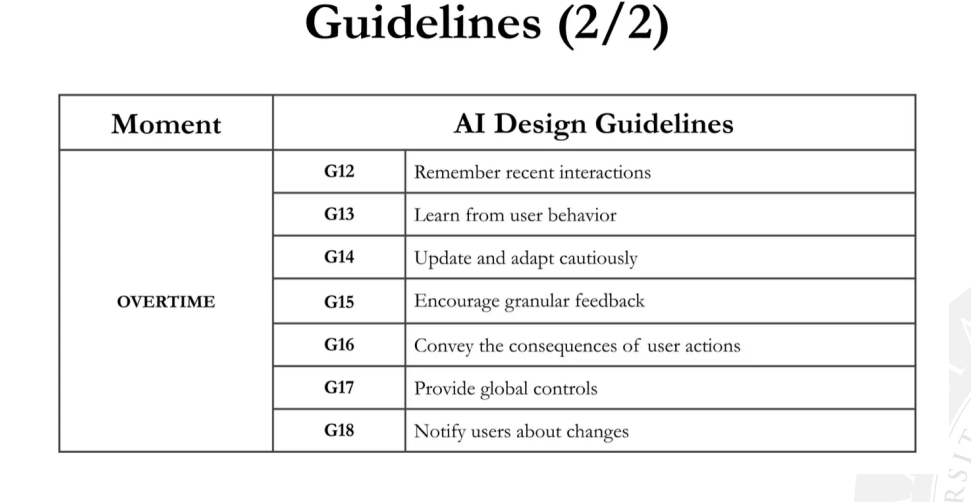 Guidelines (2/2)
Moment AI Design Guidelines
G12 Remember recent interactions
G13 Learn from user behavior
G14 Update and adapt cautiously
OVERTIME G15 Encourage granular feedback
G16 Convey the consequences of user actions
G17 Provide global controls
G18 Notify users about changes
RSIT